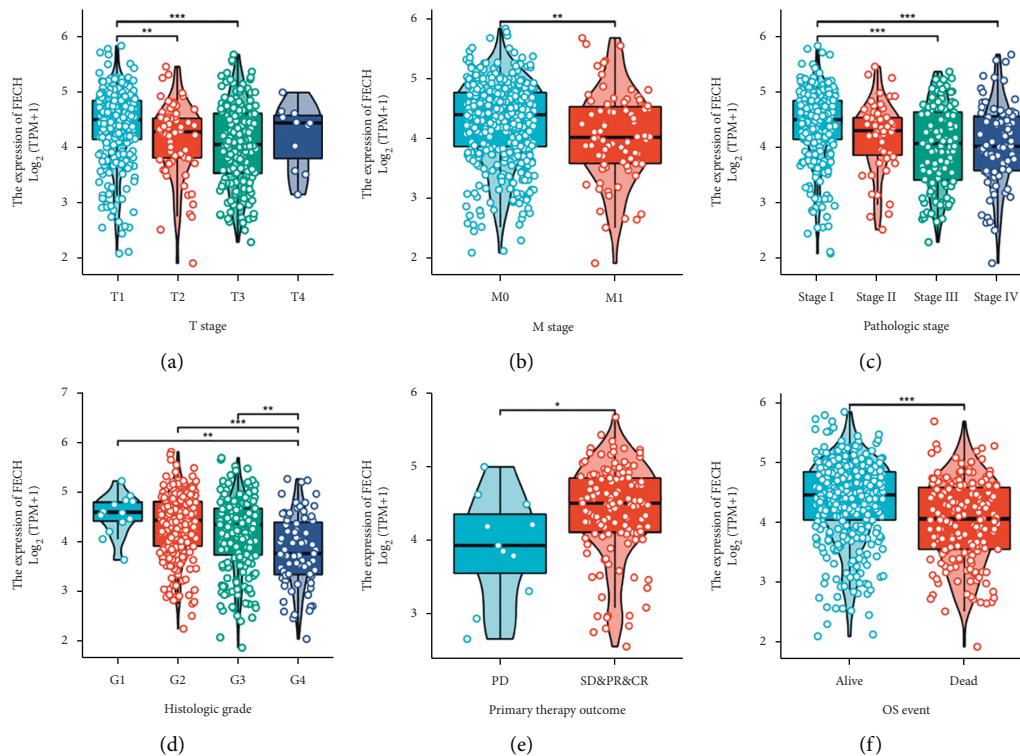 The expression of FECH
Log₂ (TPM+1)
6
5
4
3
2
***
**
T1 T2 T3 T4
T stage
(a)
The expression of FECH
Log₂ (TPM+1)
6
5
4
3
2
**
M0 M1
M stage
(b)
The expression of FECH
Log₂ (TPM+1)
6
5
4
3
2
***
***
Stage I Stage II Stage III Stage IV
Pathologic stage
(c)
The expression of FECH
Log₂ (TPM+1)
7
6
5
4
3
2
**
***
**
G1 G2 G3 G4
Histologic grade
(d)
The expression of FECH
Log₂ (TPM+1)
6
5
4
3
*
PD SD&PR&CR
Primary therapy outcome
(e)
The expression of FECH
Log₂ (TPM+1)
6
5
4
3
2
***
Alive Dead
OS event
(f)